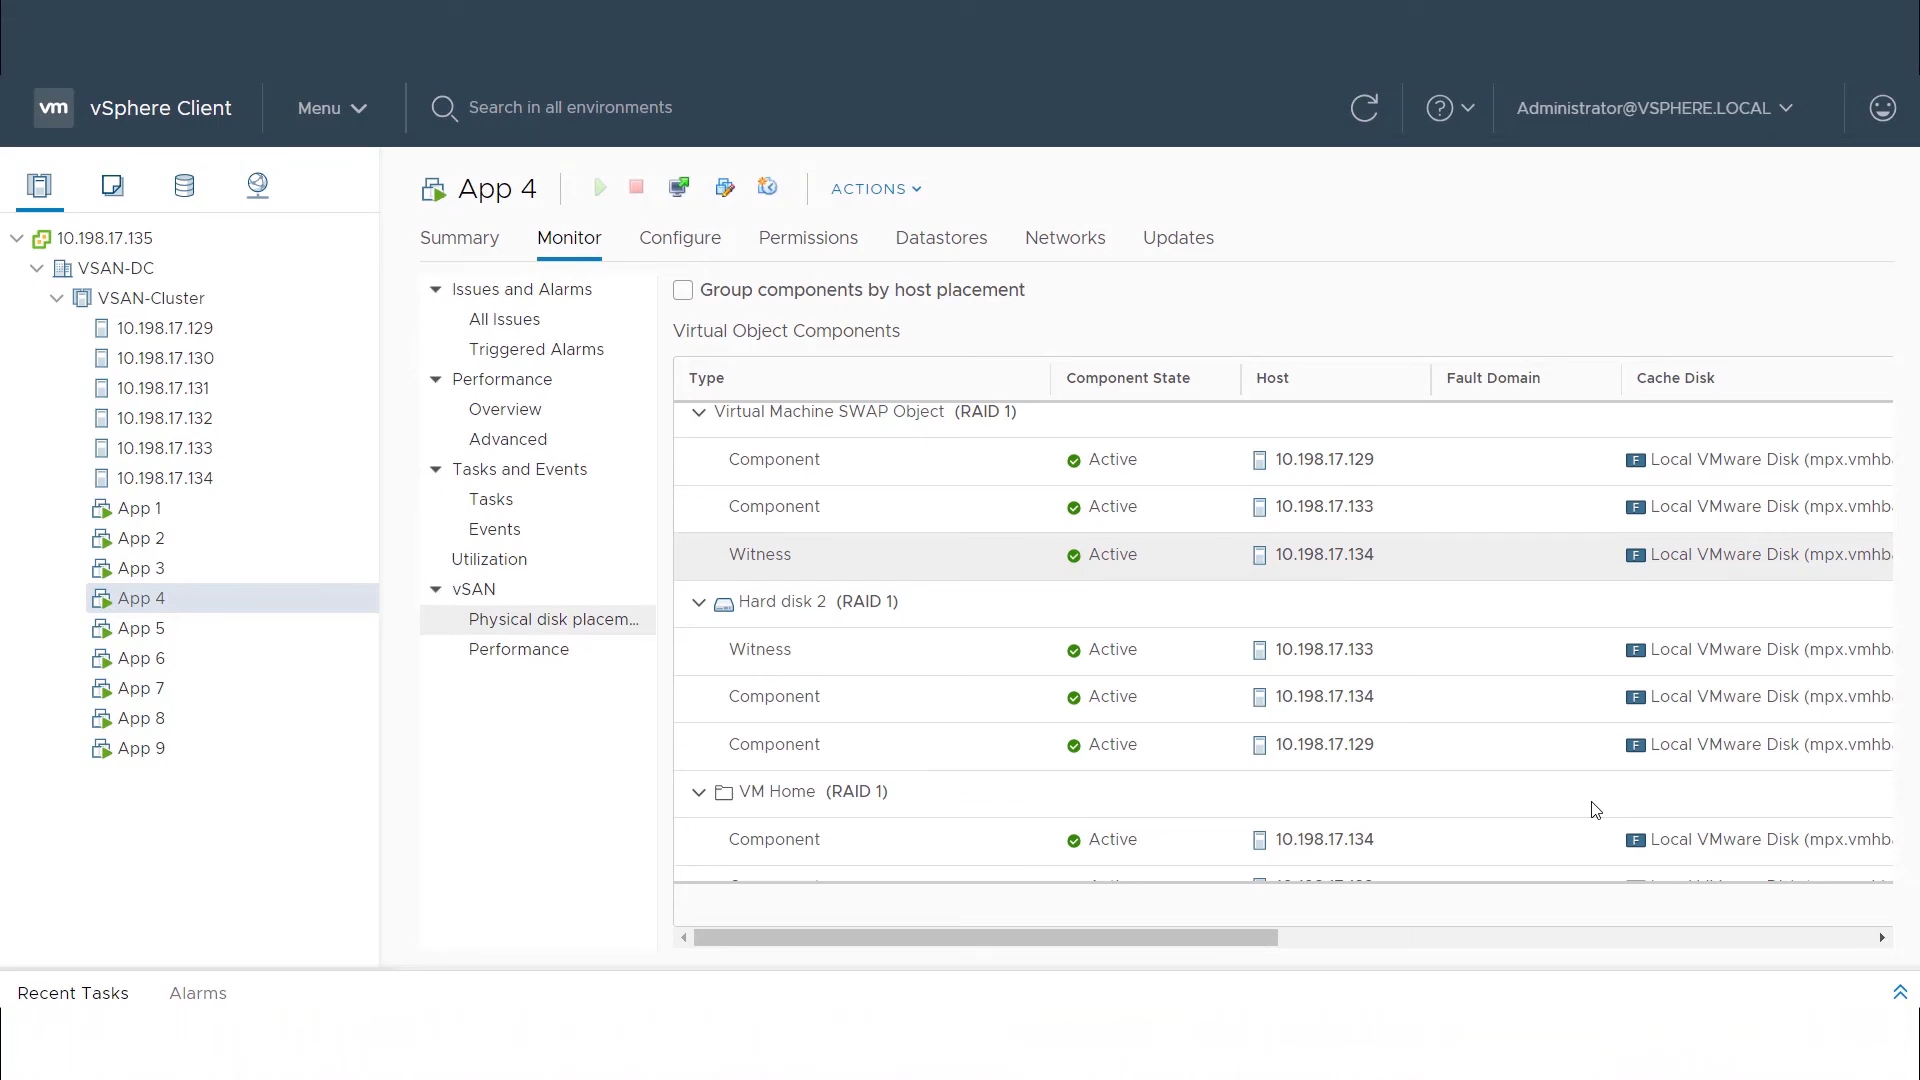 vm vSphere Client Menu Search in all environments ? Administrator@VSPHERE.LOCAL
App 4 ACTIONS
Summary Monitor Configure Permissions Datastores Networks Updates
10.198.17.135
VSAN-DC
VSAN-Cluster
10.198.17.129
10.198.17.130
10.198.17.131
10.198.17.132
10.198.17.133
10.198.17.134
App 1
App 2
App 3
App 4
App 5
App 6
App 7
App 8
App 9
Issues and Alarms
All Issues
Triggered Alarms
Performance
Overview
Advanced
Tasks and Events
Tasks
Events
Utilization
vSAN
Physical disk placem...
Performance
Group components by host placement
Virtual Object Components
Type Component State Host Fault Domain Cache Disk
Virtual Machine SWAP Object (RAID 1)
Component Active 10.198.17.129 F Local VMware Disk (mpx.vmhb
Component Active 10.198.17.133 F Local VMware Disk (mpx.vmhb
Witness Active 10.198.17.134 F Local VMware Disk (mpx.vmhb
Hard disk 2 (RAID 1)
Witness Active 10.198.17.133 F Local VMware Disk (mpx.vmhb
Component Active 10.198.17.134 F Local VMware Disk (mpx.vmhb
Component Active 10.198.17.129 F Local VMware Disk (mpx.vmhb
VM Home (RAID 1)
Component Active 10.198.17.134 F Local VMware Disk (mpx.vmhb
Recent Tasks Alarms